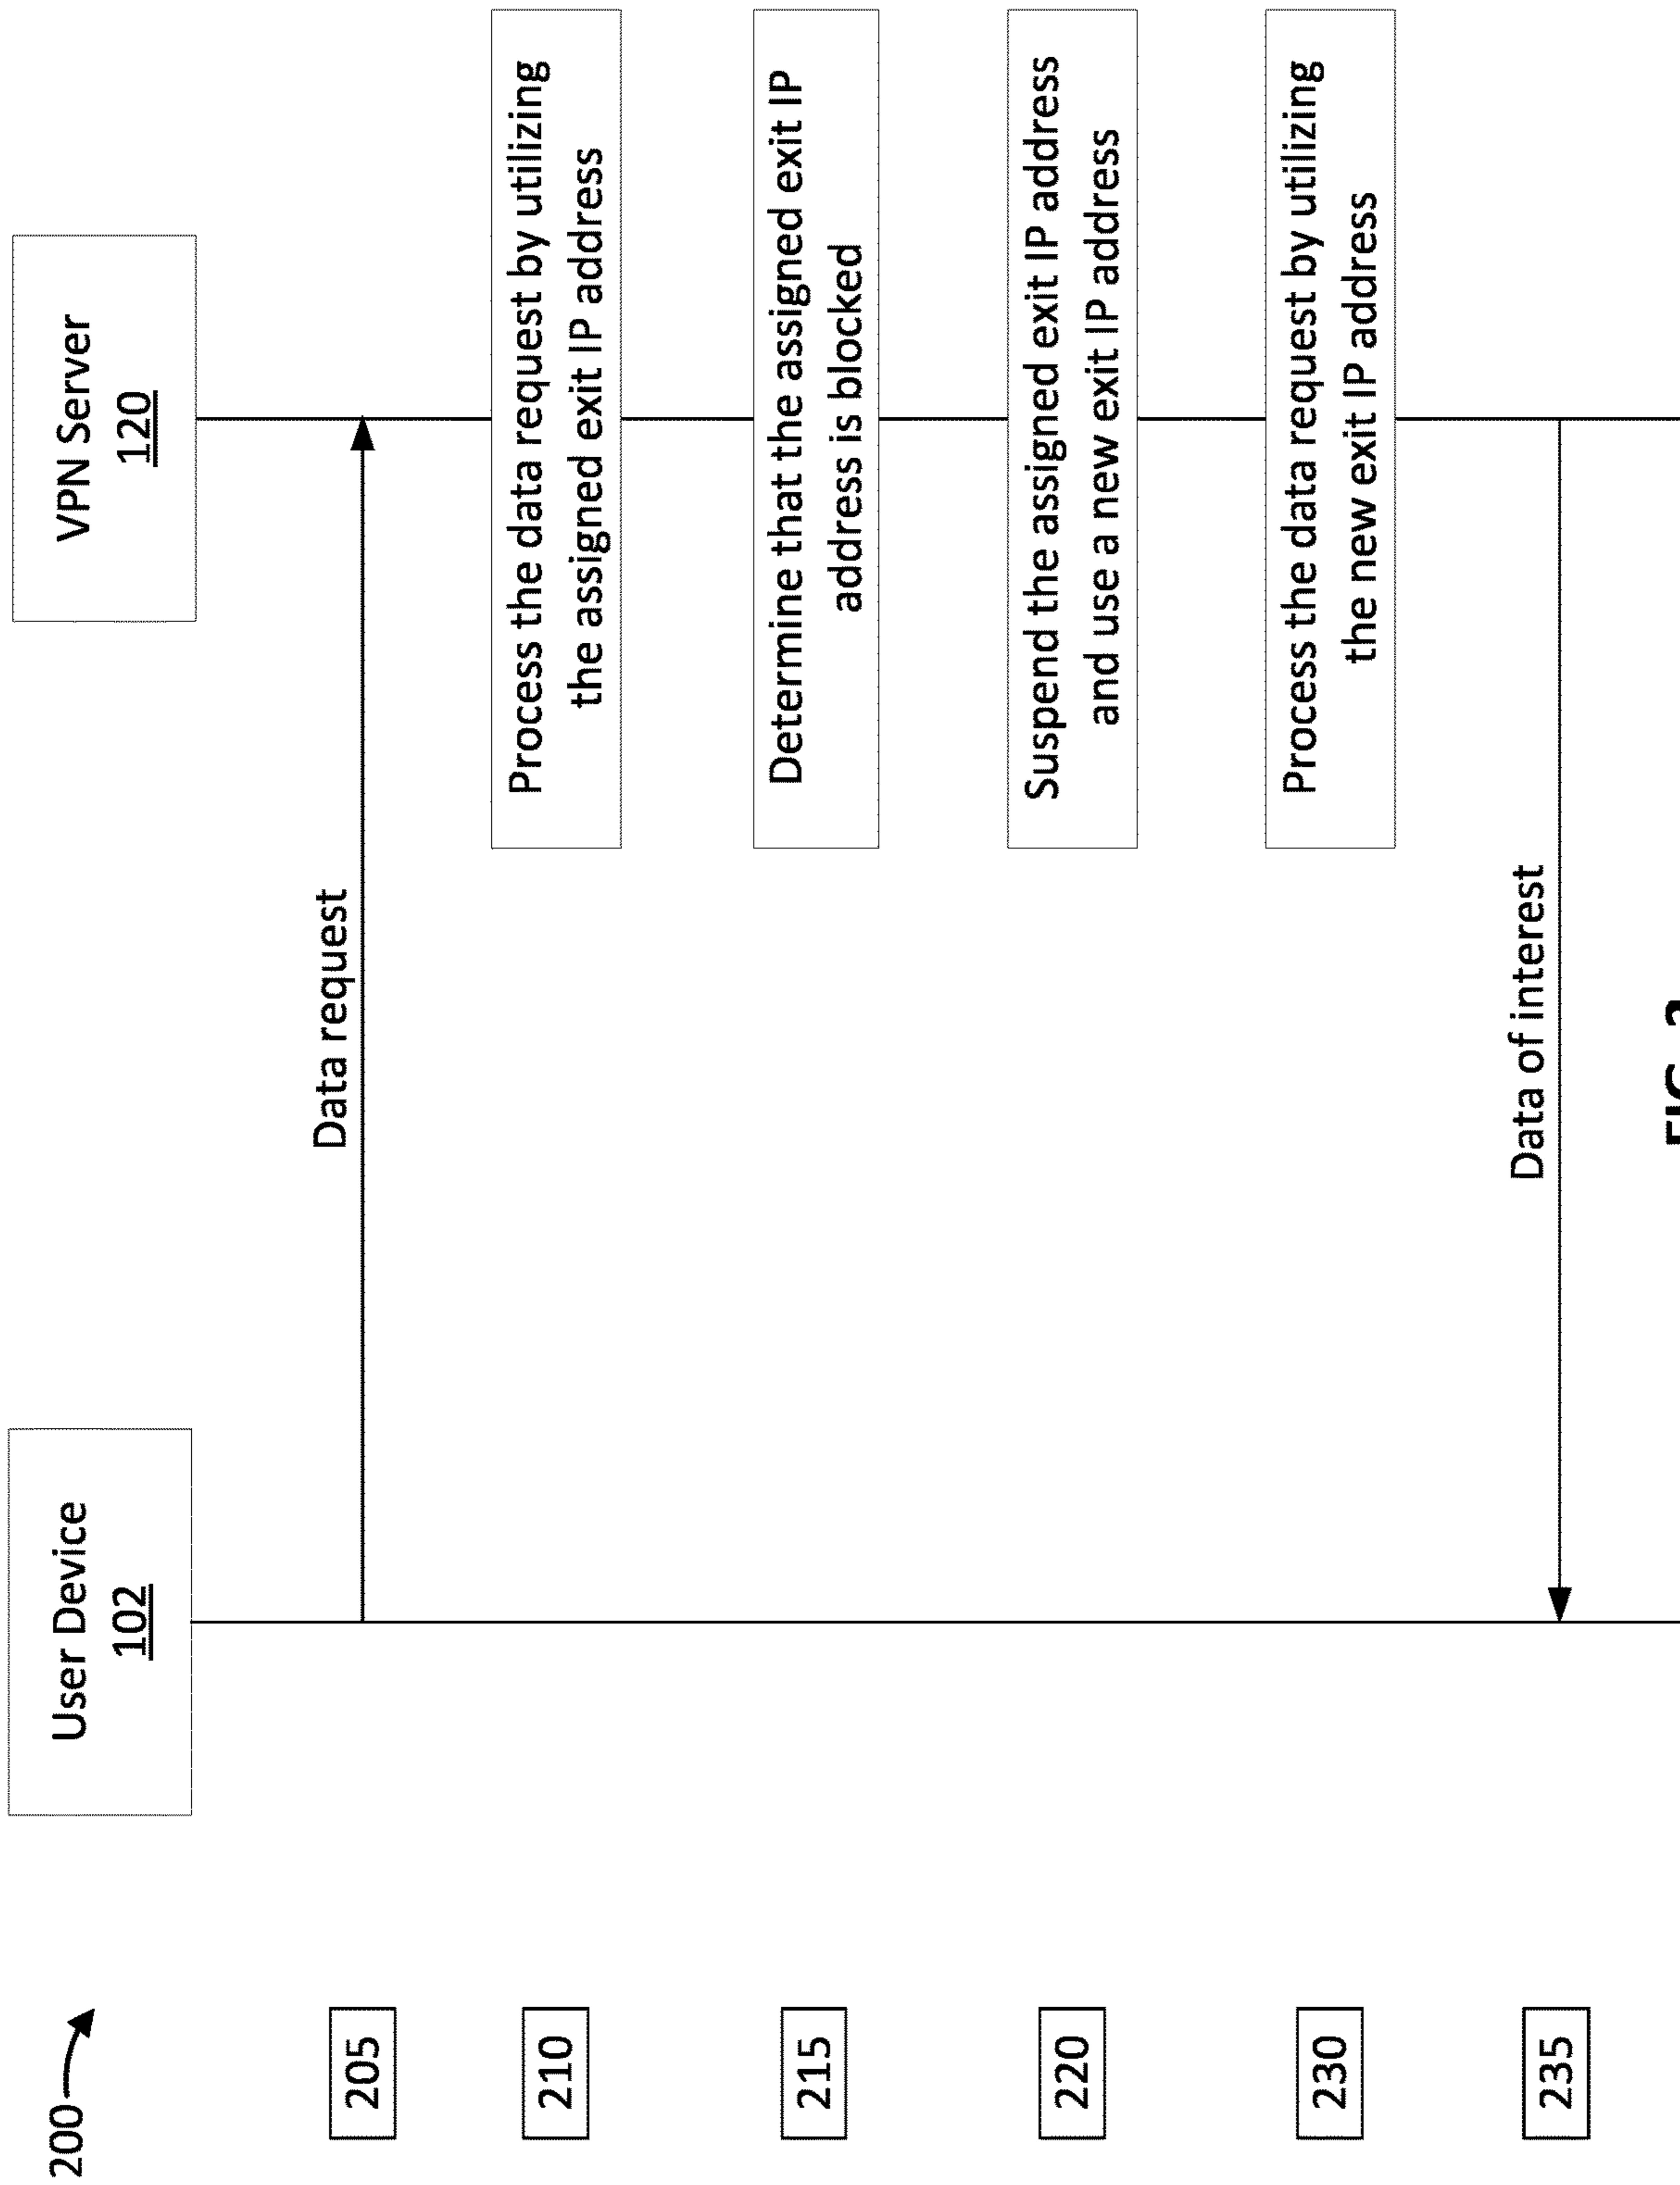 200
User Device
102
VPN Server
120
205
Data request
210
Process the data request by utilizing
the assigned exit IP address
215
Determine that the assigned exit IP
address is blocked
220
Suspend the assigned exit IP address
and use a new exit IP address
230
Process the data request by utilizing
the new exit IP address
235
Data of interest
FIG.